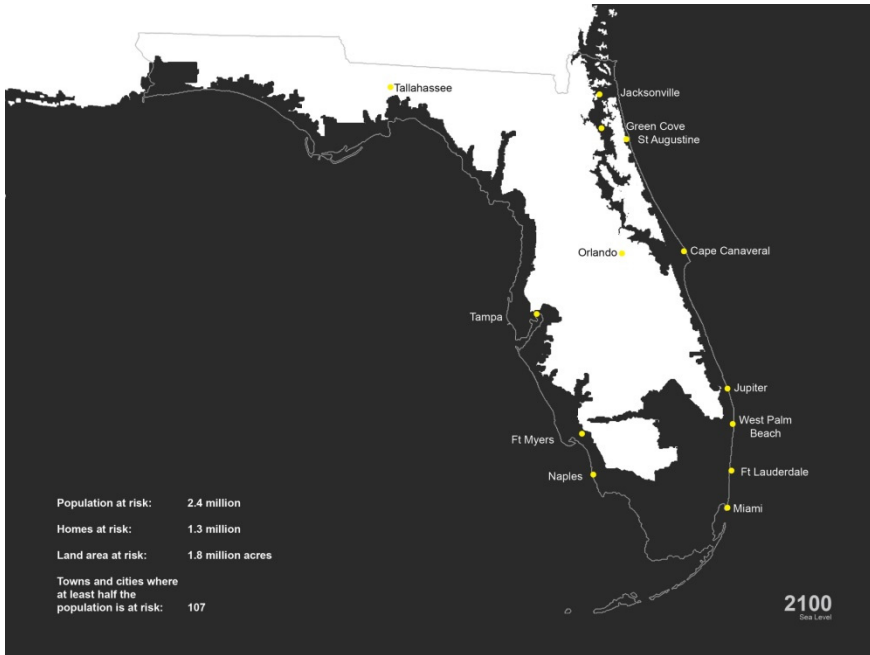 Tallahassee
Jacksonville
Green Cove
St Augustine
Orlando
Cape Canaveral
Tampa
Jupiter
West Palm
Beach
Ft Myers
Naples
Ft Lauderdale
Miami
Population at risk: 2.4 million
Homes at risk: 1.3 million
Land area at risk: 1.8 million acres
Towns and cities where
at least half the
population is at risk: 107
2100
Sea Level